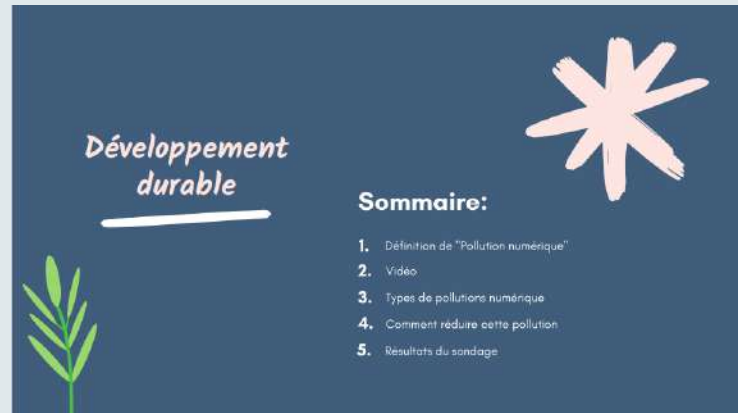 Développement
durable
Sommaire:
1. Définition de "Pollution numérique"
2. Vidéo
3. Types de pollutions numérique
4. Comment réduire cette pollution
5. Résultats du sondage